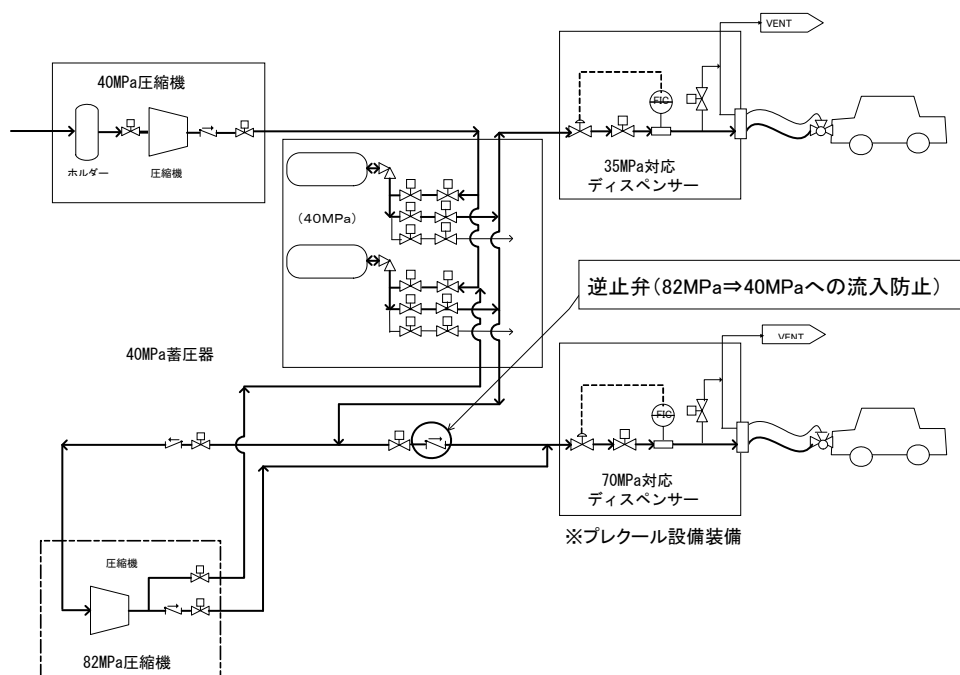 VENT
40MPa圧縮機
FIC
ホルダー
圧縮機
35MPa対応
ディスペンサー
(40MPa)
逆止弁(82MPa⇒40MPaへの流入防止)
VENT
40MPa蓄圧器
FIC
70MPa対応
ディスペンサー
※プレクール設備装備
圧縮機
82MPa圧縮機